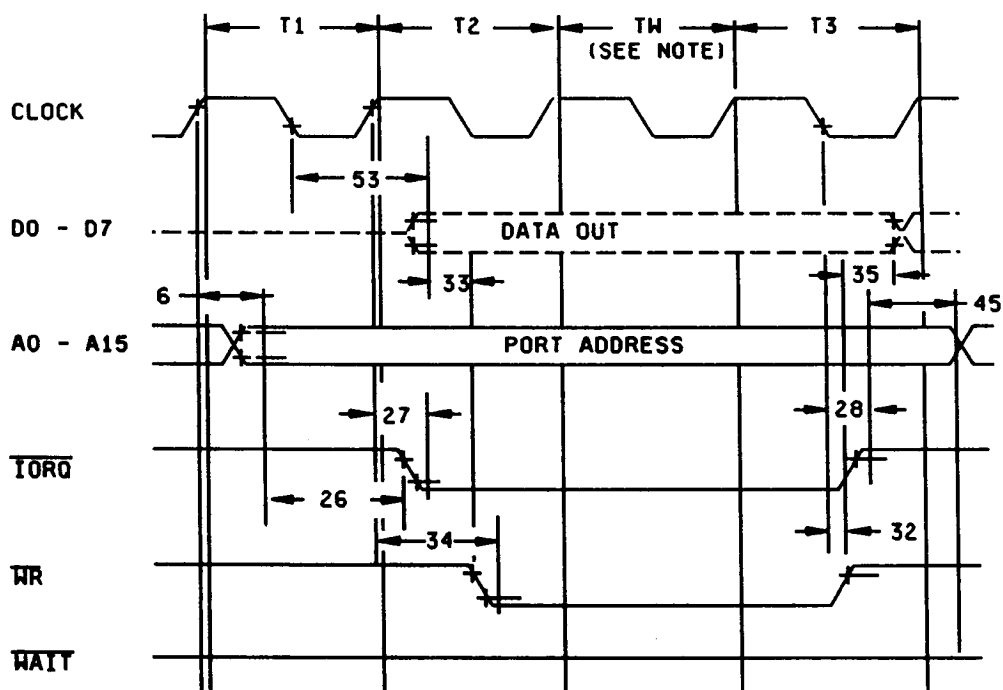 T1 T2 TW T3
(SEE NOTE)
CLOCK
53
D0 - D7 DATA OUT
33 35
6 45
A0 - A15 PORT ADDRESS
27 28
IORQ
26
34 32
WR
WAIT